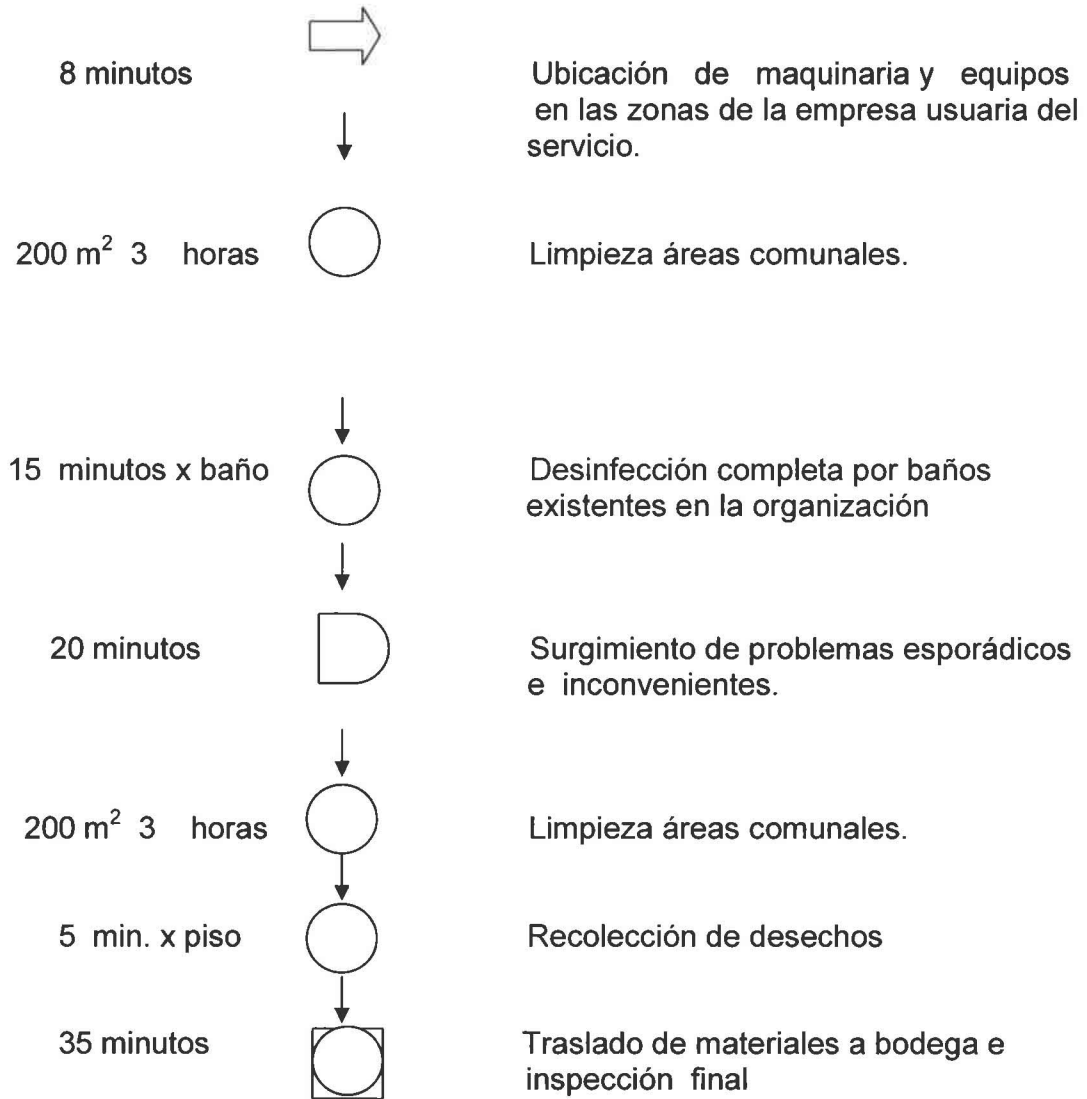 8 minutos
Ubicación de maquinaria y equipos
en las zonas de la empresa usuaria del
servicio.
200 m² 3 horas
Limpieza áreas comunales.
15 minutos x baño
Desinfección completa por baños
existentes en la organización
20 minutos
Surgimiento de problemas esporádicos
e inconvenientes.
200 m² 3 horas
Limpieza áreas comunales.
5 min. x piso
Recolección de desechos
35 minutos
Traslado de materiales a bodega e
inspección final